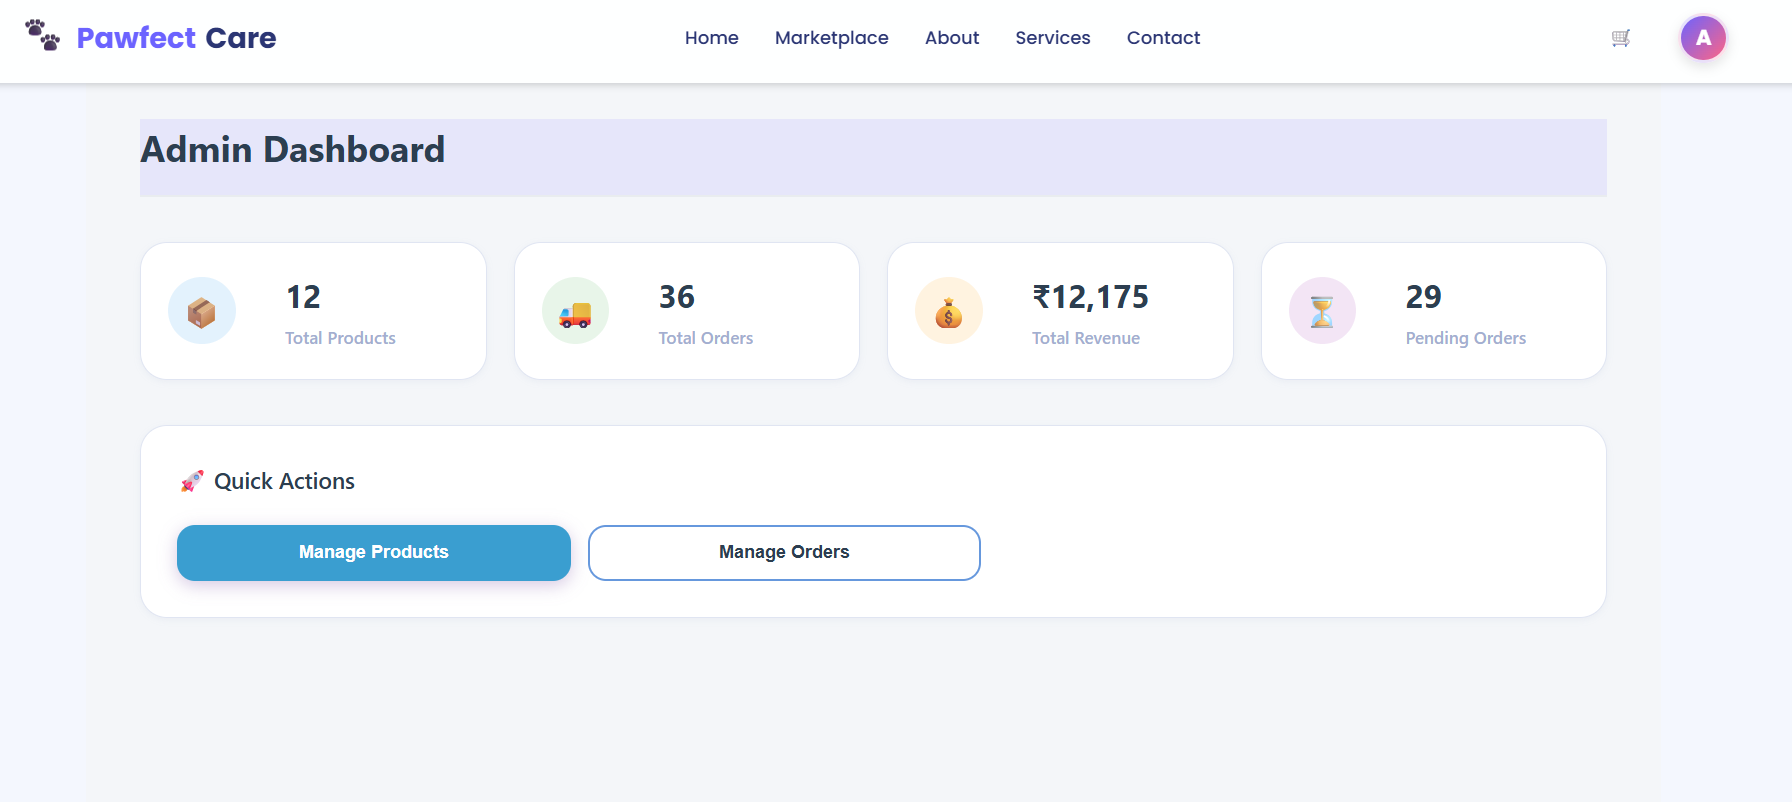 Pawfect Care
Home Marketplace About Services Contact
A
Admin Dashboard
12
Total Products
36
Total Orders
₹12,175
Total Revenue
29
Pending Orders
Quick Actions
Manage Products
Manage Orders